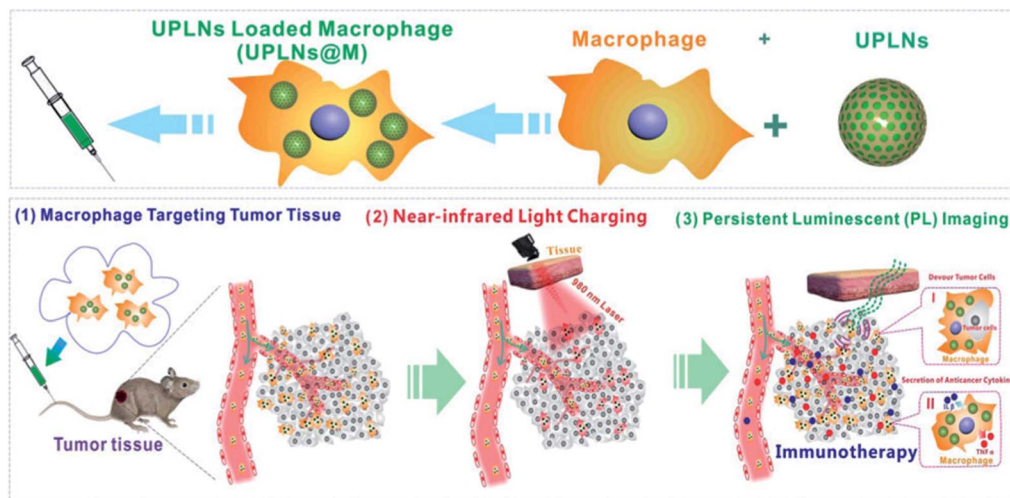 UPLNs Loaded Macrophage
(UPLNs@M)
Macrophage
+
UPLNs
+
(1) Macrophage Targeting Tumor Tissue
(2) Near-infrared Light Charging
(3) Persistent Luminescent (PL) Imaging
Tissue
980 nm Laser
Devour Tumor Cells
I
Tumor cells
Macrophage
Secretion of Anticancer Cytokin
II
TNF α
Macrophage
Tumor tissue
Immunotherapy